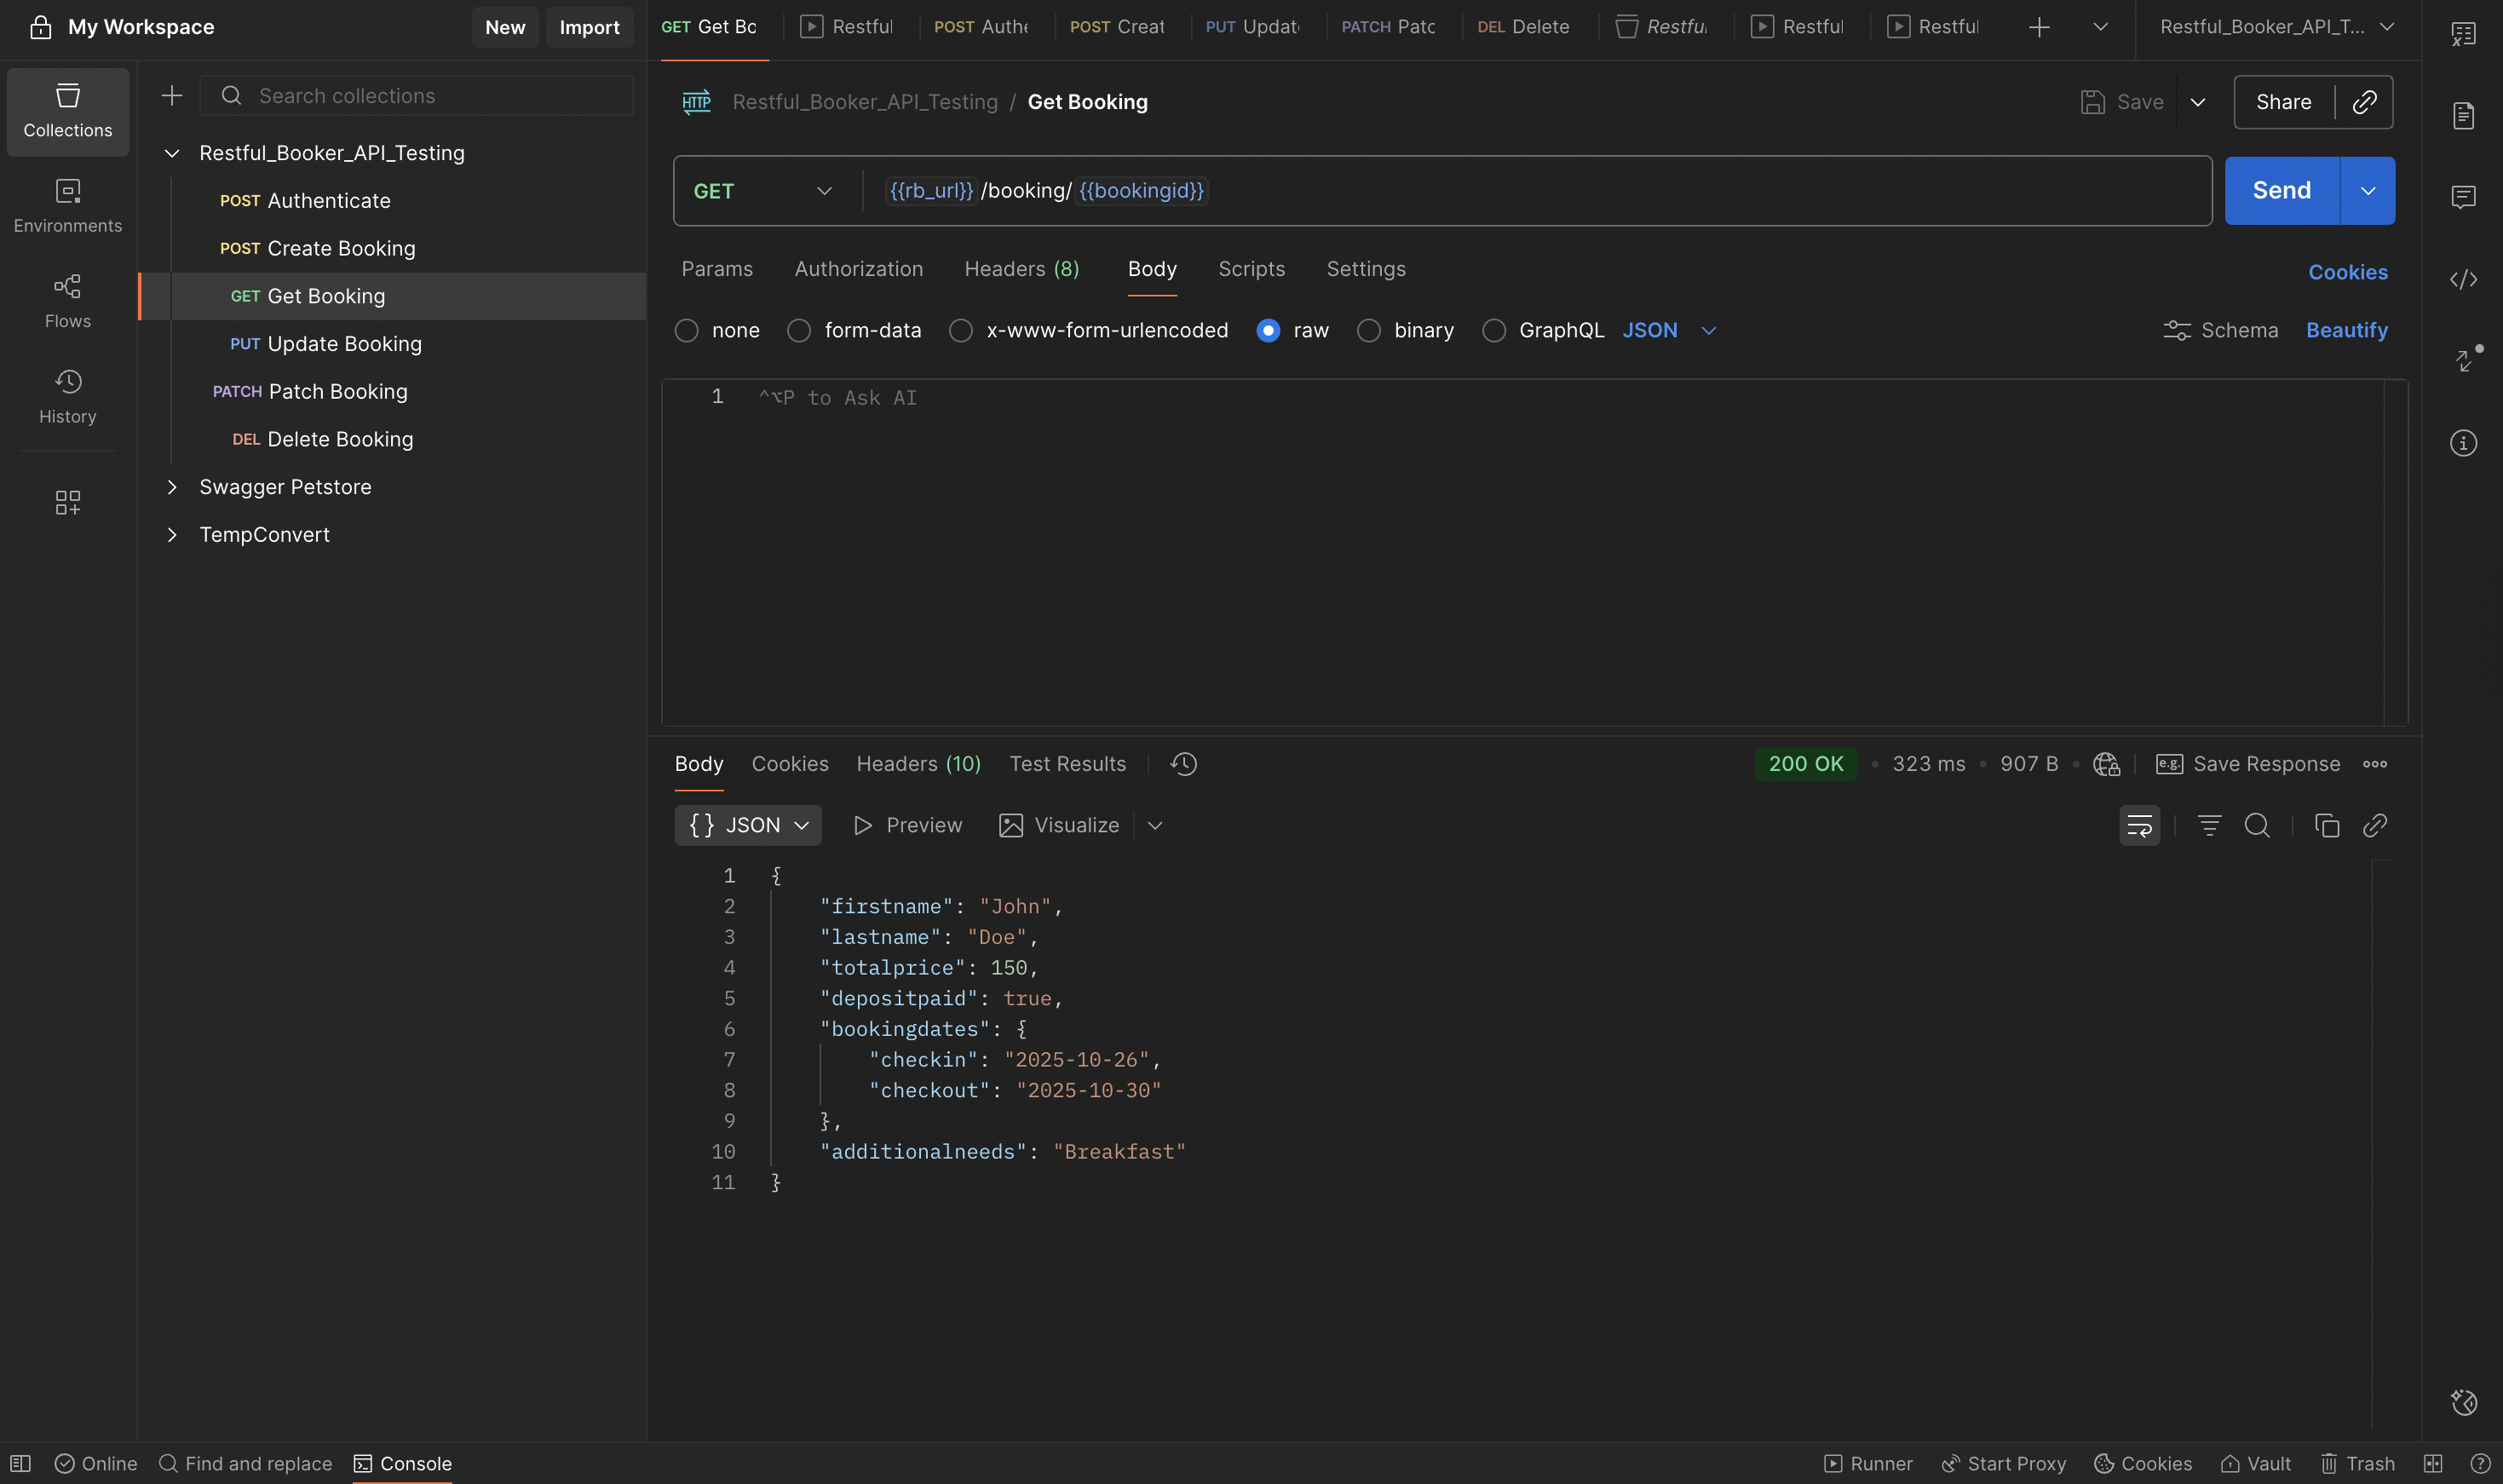 My Workspace
New
Import
GET Get Bo
Restful
POST Authe
POST Creat
PUT Updat
PATCH Patc
DEL Delete
Restful
Restful
Restful
Restful_Booker_API_T...
Collections
Environments
Flows
History
Search collections
Restful_Booker_API_Testing
POST Authenticate
POST Create Booking
GET Get Booking
PUT Update Booking
PATCH Patch Booking
DEL Delete Booking
Swagger Petstore
TempConvert
HTTP Restful_Booker_API_Testing / Get Booking
Save
Share
GET
{{rb_url}}/booking/{{bookingid}}
Send
Params Authorization Headers (8) Body Scripts Settings
Cookies
none form-data x-www-form-urlencoded raw binary GraphQL JSON
Schema Beautify
1 ^⌥P to Ask AI
Body Cookies Headers (10) Test Results
200 OK • 323 ms • 907 B •
e.g. Save Response
{} JSON Preview Visualize
1 {
2 "firstname": "John",
3 "lastname": "Doe",
4 "totalprice": 150,
5 "depositpaid": true,
6 "bookingdates": {
7 "checkin": "2025-10-26",
8 "checkout": "2025-10-30"
9 },
10 "additionalneeds": "Breakfast"
11 }
Online Find and replace Console
Runner Start Proxy Cookies Vault Trash